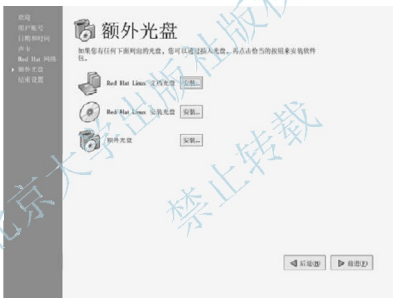 欢迎
用户帐号
日期和时间
声卡
Red Hat 网络
额外光盘
结束设置
额外光盘
如果您有任何下面列出的光盘，您可以通过插入光盘，再点击恰当的按钮来安装软件
包。
Red Hat Linux 文档光盘 安装...
Red Hat Linux 安装光盘 安装...
额外光盘 安装...
后退(B) 前进(F)
北京大学出版社版权
禁止转载